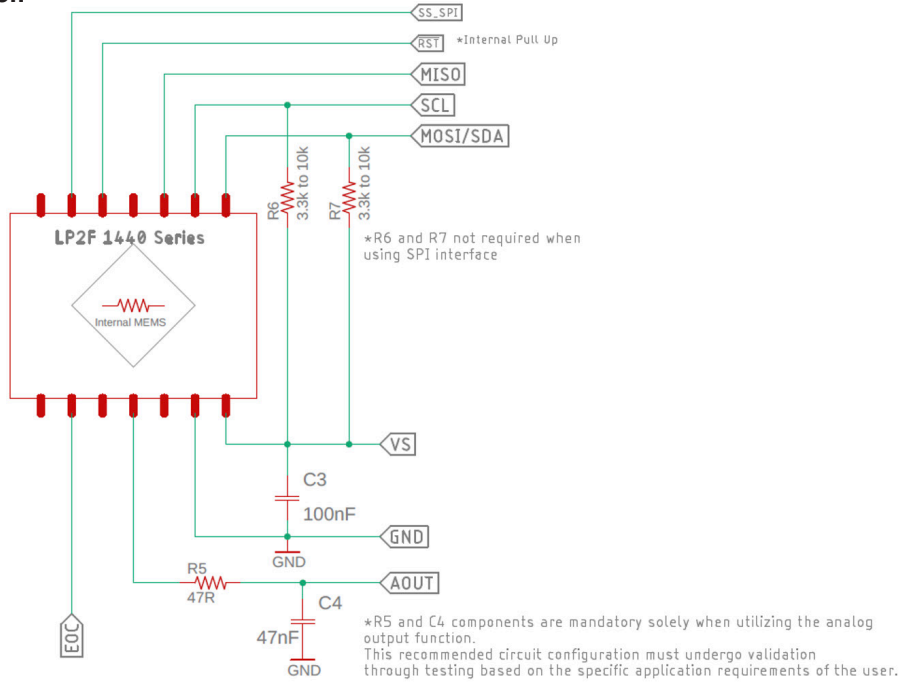 SS_SPI
RST *Internal Pull Up
MISO
SCL
MOSI/SDA
R6
3.3k to 10k
R7
3.3k to 10k
LP2F 1440 Series
*R6 and R7 not required when
using SPI interface
Internal MEMS
VS
C3
100nF
GND
GND
R5
47R
AOUT
C4
47nF
GND
EOC
*R5 and C4 components are mandatory solely when utilizing the analog
output function.
This recommended circuit configuration must undergo validation
through testing based on the specific application requirements of the user.